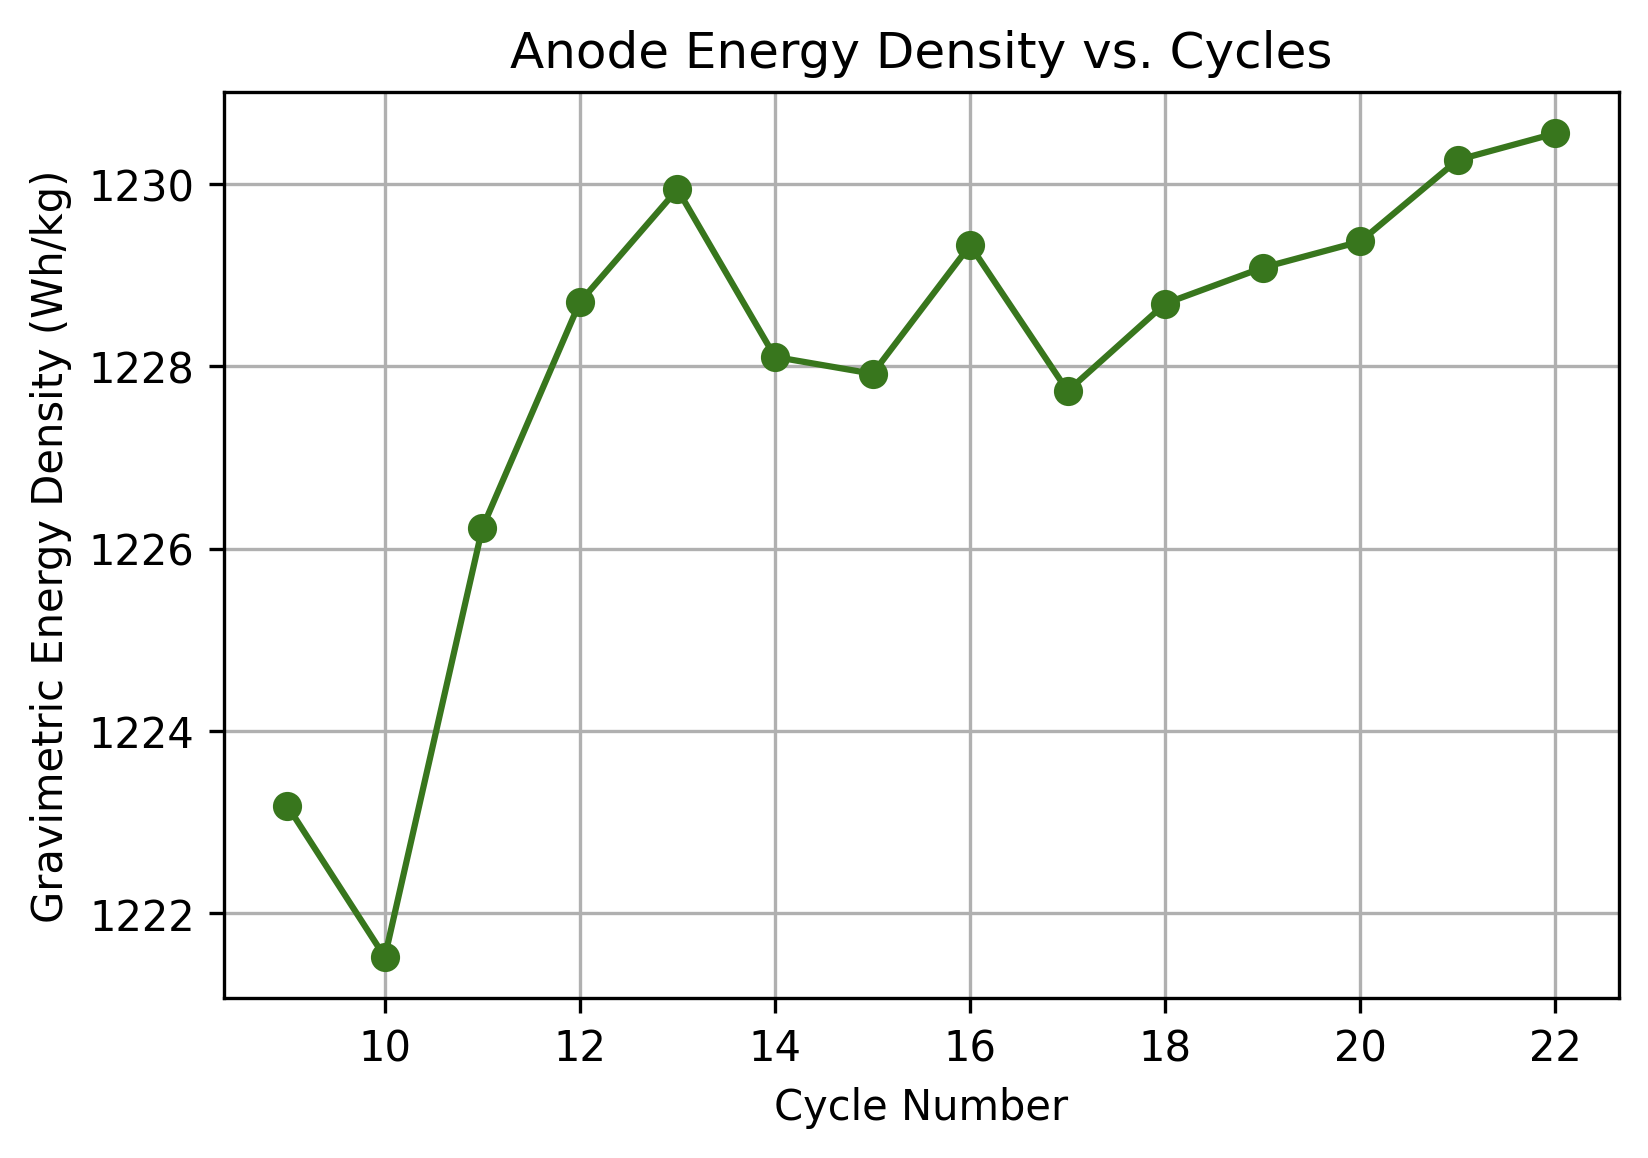 Anode Energy Density vs. Cycles
Gravimetric Energy Density (Wh/kg)
1230
1228
1226
1224
1222
10 12 14 16 18 20 22
Cycle Number